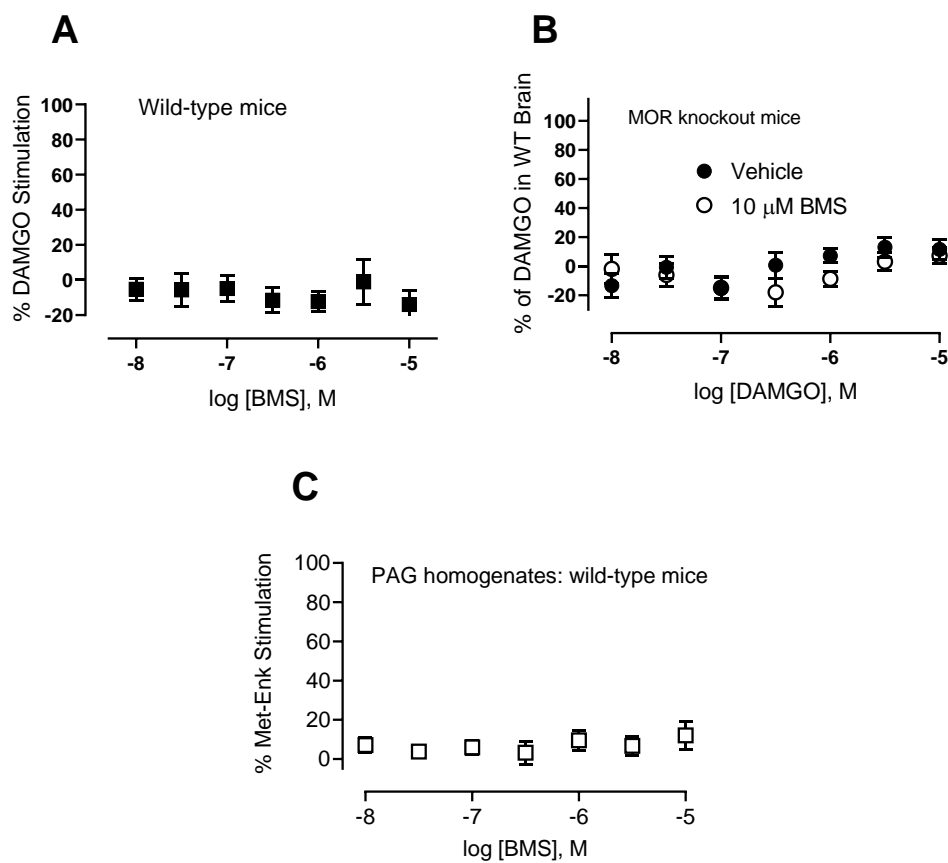 A
Wild-type mice
% DAMGO Stimulation
100
80
60
40
20
0
-20
-8
-7
-6
-5
log [BMS], M
B
MOR knockout mice
Vehicle
10 μM BMS
% of DAMGO in WT Brain
100
80
60
40
20
0
-20
-8
-7
-6
-5
log [DAMGO], M
C
PAG homogenates: wild-type mice
% Met-Enk Stimulation
100
80
60
40
20
0
-8
-7
-6
-5
log [BMS], M